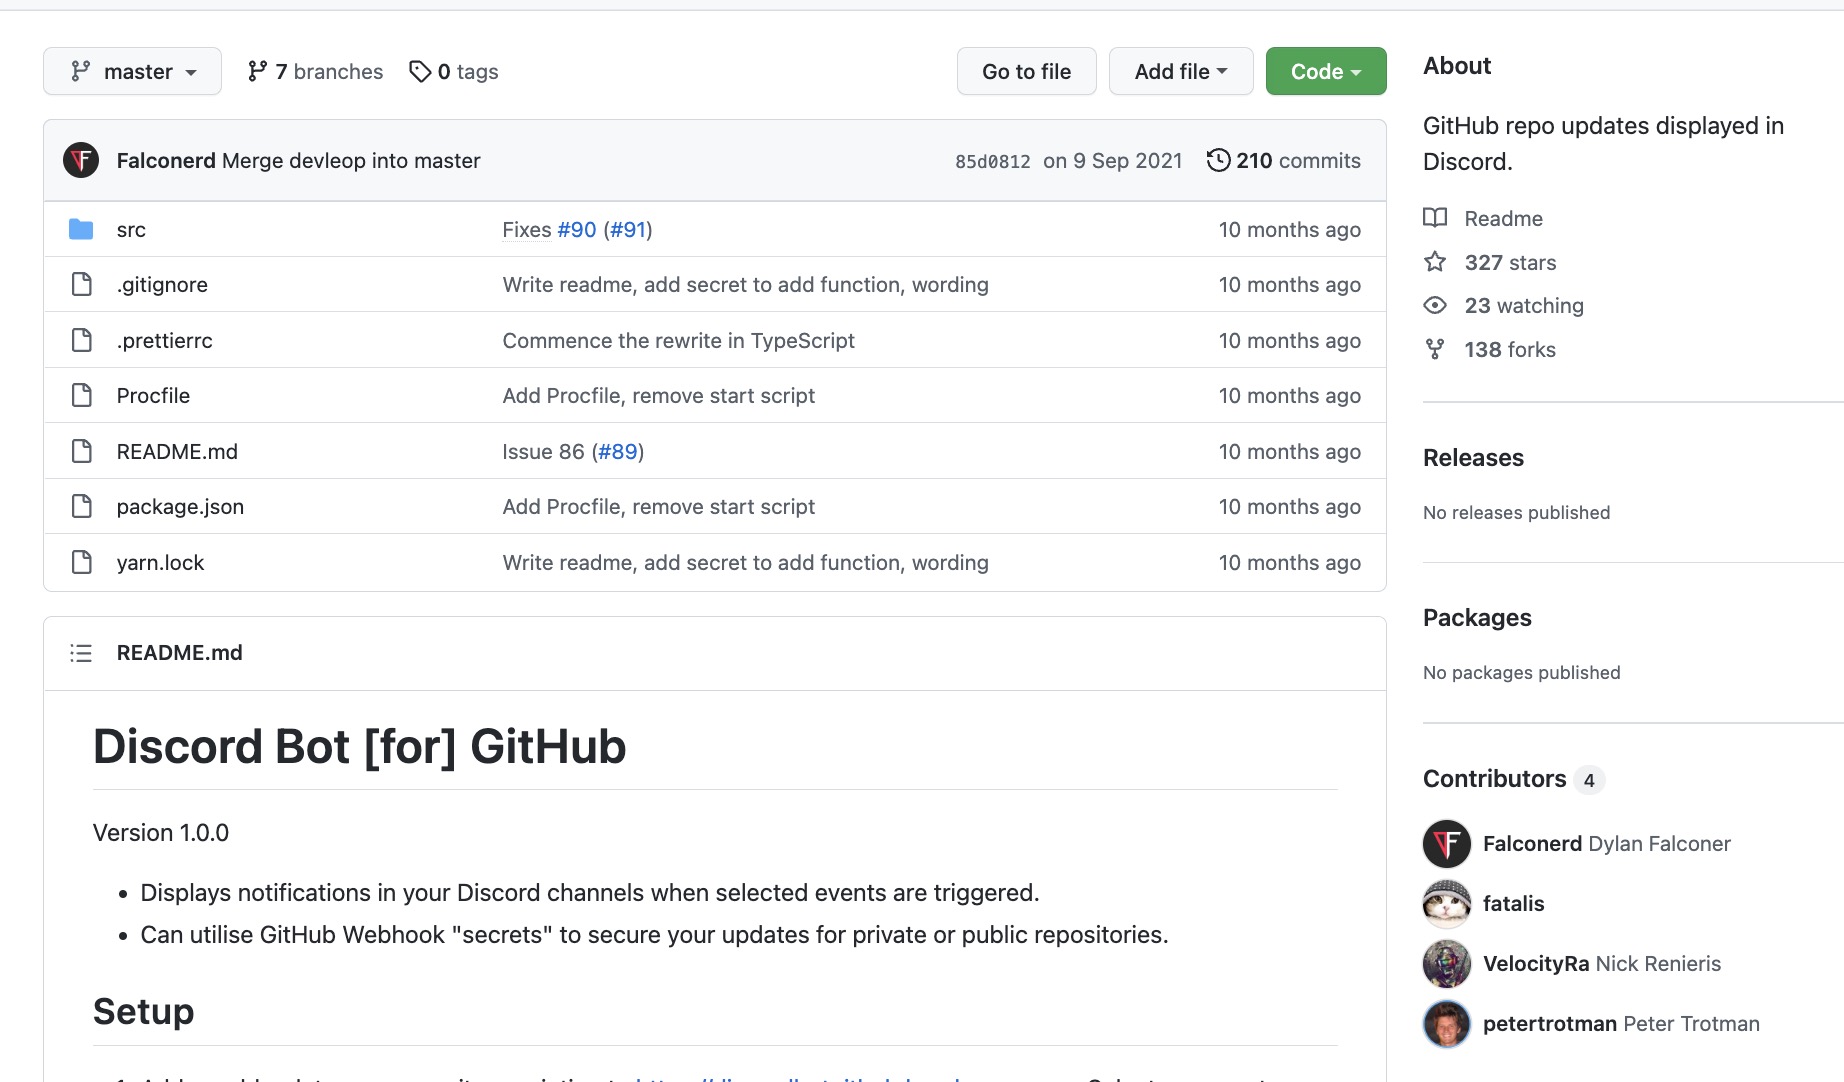 master 7 branches 0 tags Go to file Add file Code
Falconerd Merge devleop into master 85d0812 on 9 Sep 2021 210 commits
src Fixes #90 (#91) 10 months ago
.gitignore Write readme, add secret to add function, wording 10 months ago
.prettierrc Commence the rewrite in TypeScript 10 months ago
Procfile Add Procfile, remove start script 10 months ago
README.md Issue 86 (#89) 10 months ago
package.json Add Procfile, remove start script 10 months ago
yarn.lock Write readme, add secret to add function, wording 10 months ago
README.md
Discord Bot [for] GitHub
Version 1.0.0
• Displays notifications in your Discord channels when selected events are triggered.
• Can utilise GitHub Webhook "secrets" to secure your updates for private or public repositories.
Setup
About
GitHub repo updates displayed in
Discord.
Readme
327 stars
23 watching
138 forks
Releases
No releases published
Packages
No packages published
Contributors 4
Falconerd Dylan Falconer
fatalis
VelocityRa Nick Renieris
petertrotman Peter Trotman